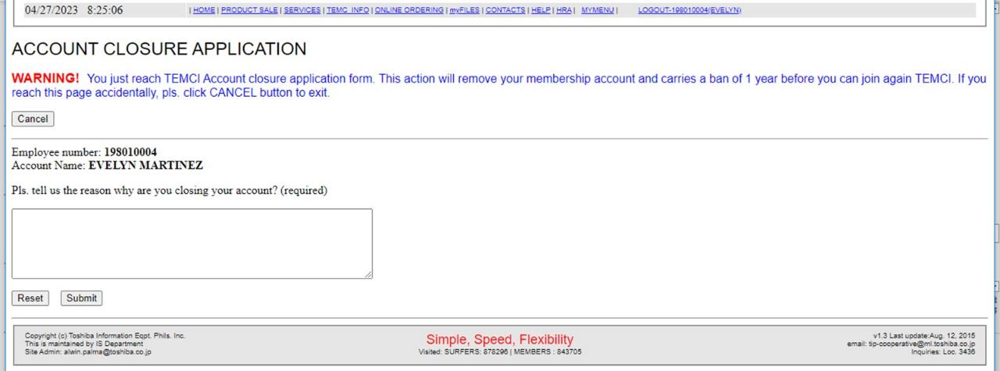 04/27/2023 8:25:06 | HOME | PRODUCT SALE | SERVICES | TEMC_INFO | ONLINE ORDERING | myFILES | CONTACTS | HELP | HRA | MYMENU | LOGOUT-198010004(EVELYN)
ACCOUNT CLOSURE APPLICATION
WARNING! You just reach TEMCI Account closure application form. This action will remove your membership account and carries a ban of 1 year before you can join again TEMCI. If you
reach this page accidentally, pls. click CANCEL button to exit.
Cancel
Employee number: 198010004
Account Name: EVELYN MARTINEZ
Pls. tell us the reason why are you closing your account? (required)
Reset Submit
Copyright (c) Toshiba Information Eqpt. Phils. Inc.
This is maintained by IS Department
Site Admin: alwin.palma@toshiba.co.jp
Simple, Speed, Flexibility
Visited: SURFERS: 878296 | MEMBERS : 843705
v1.3 Last update:Aug. 12, 2015
email: tip-cooperative@ml.toshiba.co.jp
Inquiries: Loc. 3436